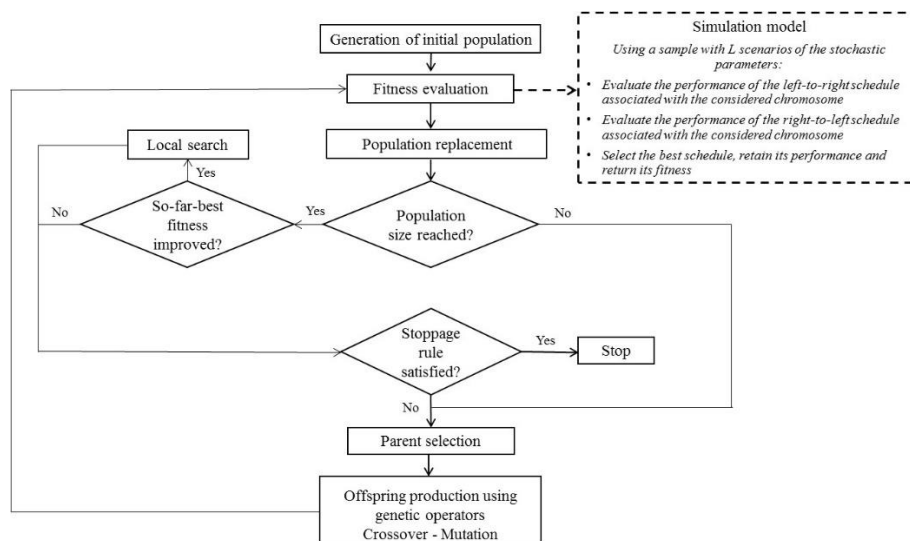 Generation of initial population
Fitness evaluation
Population replacement
Local search
Yes
So-far-best
fitness
improved?
No
Yes
Population
size reached?
No
Simulation model
Using a sample with L scenarios of the stochastic
parameters:
• Evaluate the performance of the left-to-right schedule
associated with the considered chromosome
• Evaluate the performance of the right-to-left schedule
associated with the considered chromosome
• Select the best schedule, retain its performance and
return its fitness
Stoppage
rule
satisfied?
Yes
Stop
No
Parent selection
Offspring production using
genetic operators
Crossover - Mutation